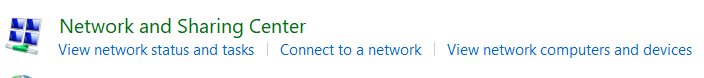 Network and Sharing Center
View network status and tasks | Connect to a network | View network computers and devices